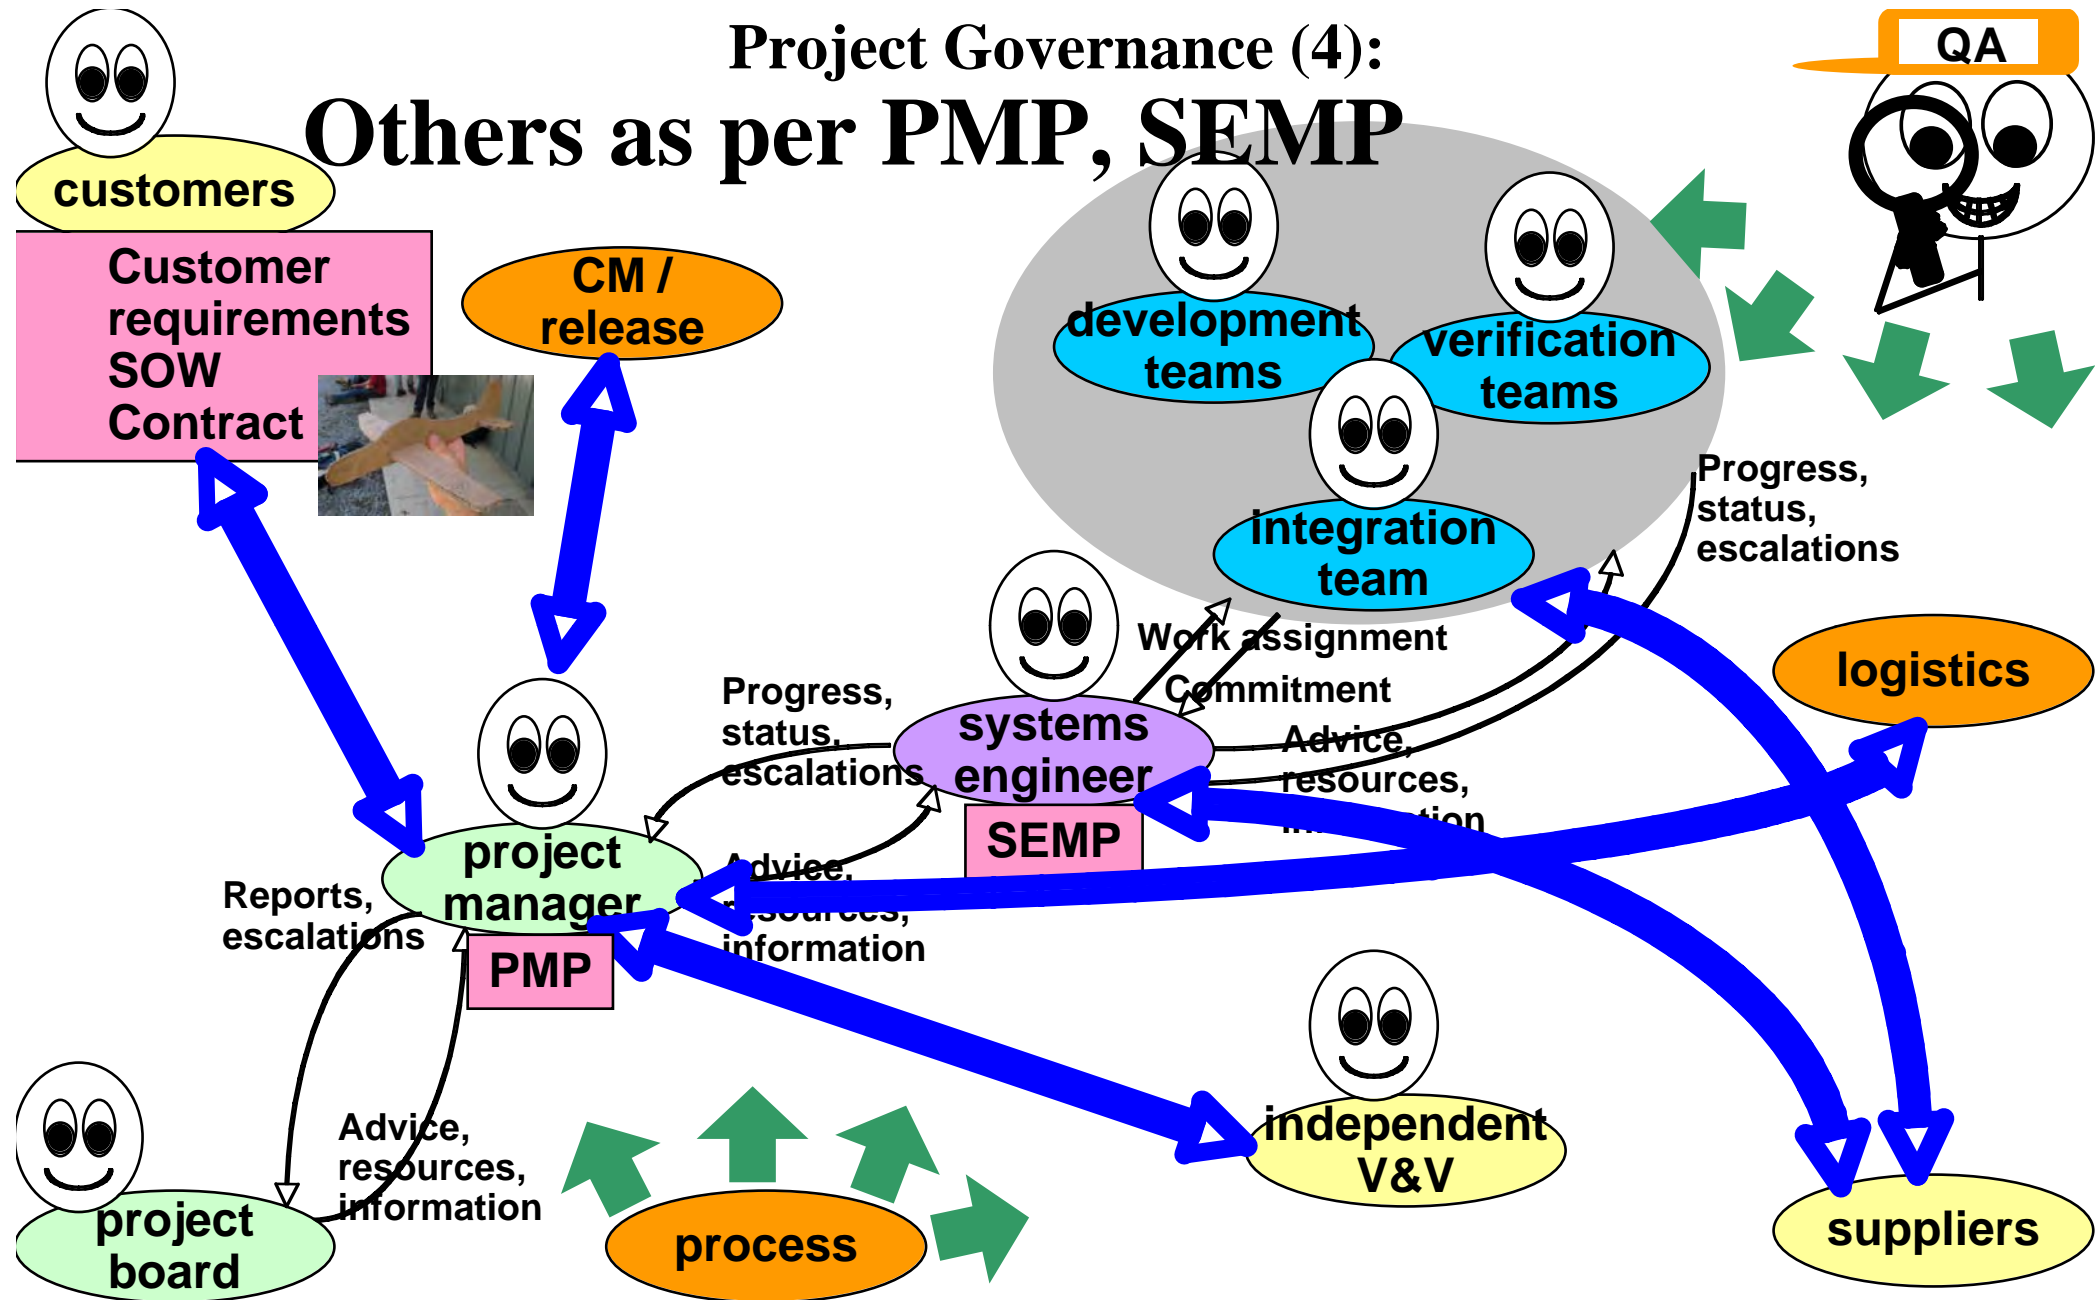 Project Governance (4):
Others as per PMP, SEMP
QA
customers
Customer
requirements
SOW
Contract
CM /
release
development
teams
verification
teams
integration
team
Progress,
status,
escalations
Work assignment
Commitment
logistics
Progress,
status,
escalations
systems
engineer
Advice,
resources,
information
SEMP
project
manager
Advice,
resources,
information
Reports,
escalations
PMP
Advice,
resources,
information
independent
V&V
project
board
process
suppliers